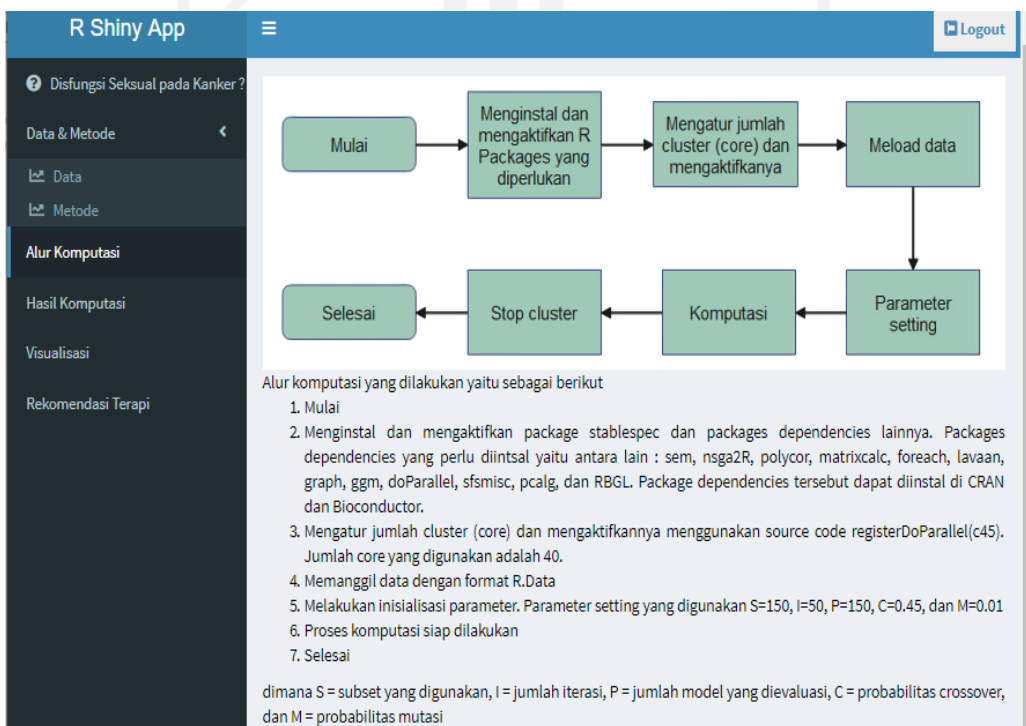 R Shiny App
Logout
Disfungsi Seksual pada Kanker ?
Data & Metode
Data
Metode
Alur Komputasi
Hasil Komputasi
Visualisasi
Rekomendasi Terapi
Mulai
Menginstal dan
mengaktifkan R
Packages yang
diperlukan
Mengatur jumlah
cluster (core) dan
mengaktifkanya
Meload data
Parameter
setting
Komputasi
Stop cluster
Selesai
Alur komputasi yang dilakukan yaitu sebagai berikut
1. Mulai
2. Menginstal dan mengaktifkan package stablespec dan packages dependencies lainnya. Packages
dependencies yang perlu diintsal yaitu antara lain : sem, nsga2R, polycor, matrixcalc, foreach, lavaan,
graph, ggm, doParallel, sfsmisc, pcalg, dan RBGL. Package dependencies tersebut dapat diinstal di CRAN
dan Bioconductor.
3. Mengatur jumlah cluster (core) dan mengaktifkannya menggunakan source code registerDoParallel(c45).
Jumlah core yang digunakan adalah 40.
4. Memanggil data dengan format R.Data
5. Melakukan inisialisasi parameter. Parameter setting yang digunakan S=150, I=50, P=150, C=0.45, dan M=0.01
6. Proses komputasi siap dilakukan
7. Selesai
dimana S = subset yang digunakan, I = jumlah iterasi, P = jumlah model yang dievaluasi, C = probabilitas crossover,
dan M = probabilitas mutasi